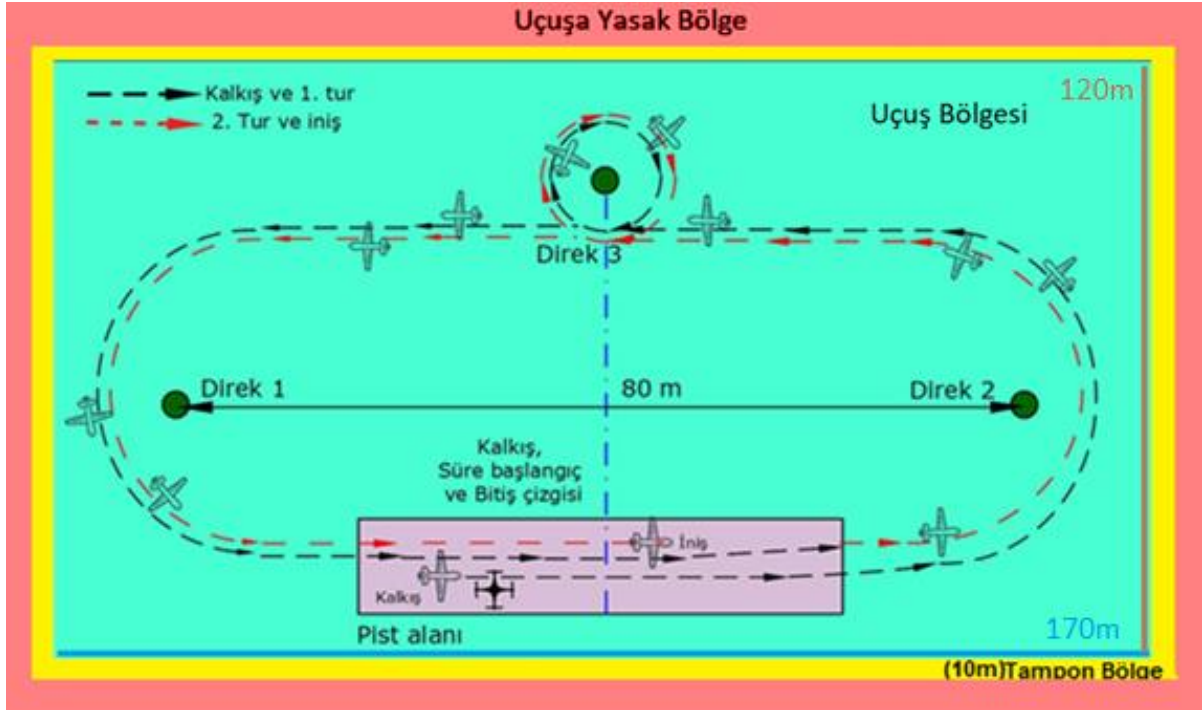 Uçuşa Yasak Bölge
Kalkış ve 1. tur
2. Tur ve iniş
120m
Uçuş Bölgesi
Direk 3
Direk 1
80 m
Direk 2
Kalkış,
Süre başlangıç
ve Bitiş çizgisi
İniş
Kalkış
Pist alanı
170m
(10m)Tampon Bölge